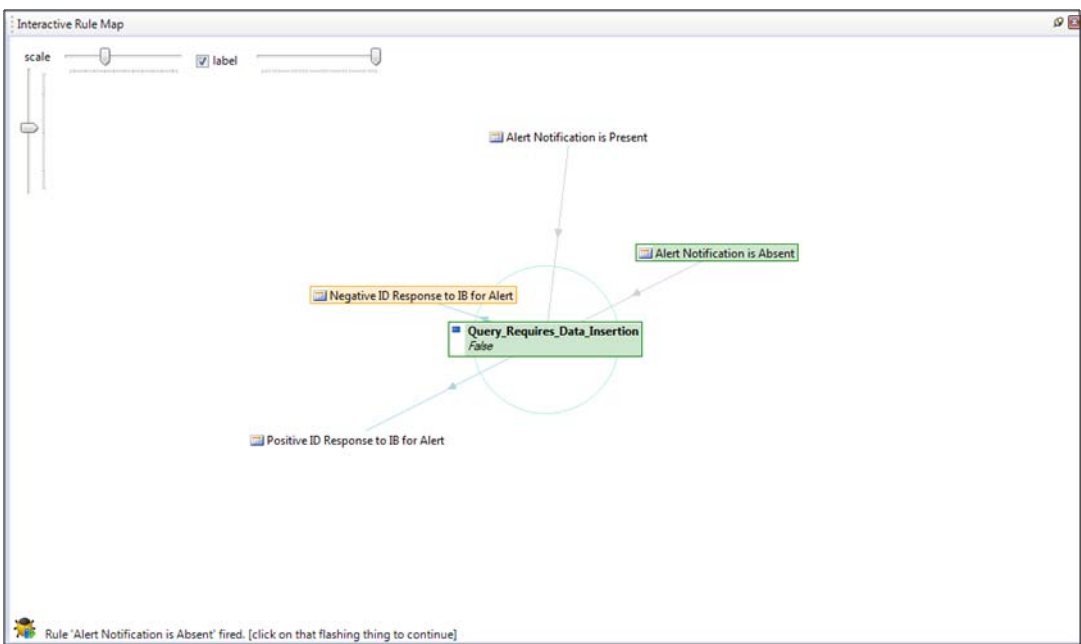 Interactive Rule Map
scale
label
Alert Notification is Present
Alert Notification is Absent
Negative ID Response to IB for Alert
Query_Requires_Data_Insertion
False
Positive ID Response to IB for Alert
Rule 'Alert Notification is Absent' fired. [click on that flashing thing to continue]